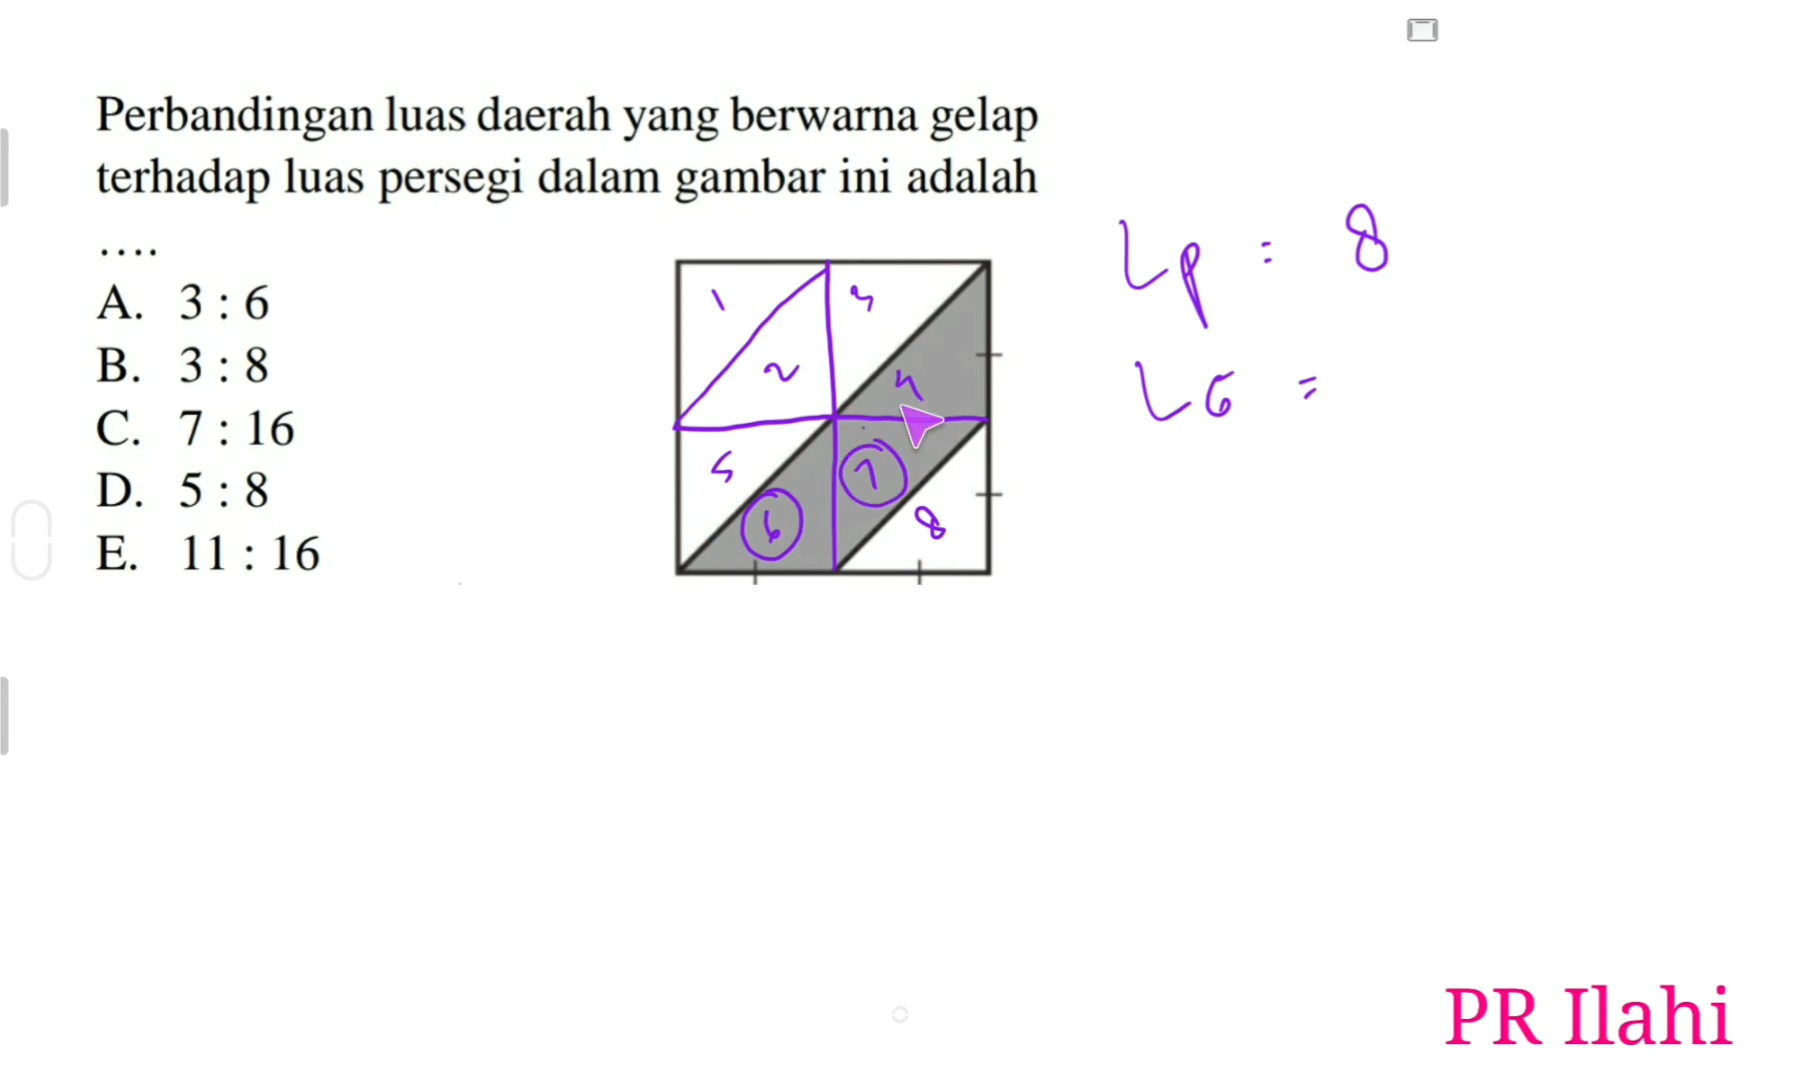 Perbandingan luas daerah yang berwarna gelap
terhadap luas persegi dalam gambar ini adalah
....
A. 3 : 6
B. 3 : 8
C. 7 : 16
D. 5 : 8
E. 11 : 16
1
2
3
4
5
6
7
8
Lp = 8
LG =
PR Ilahi